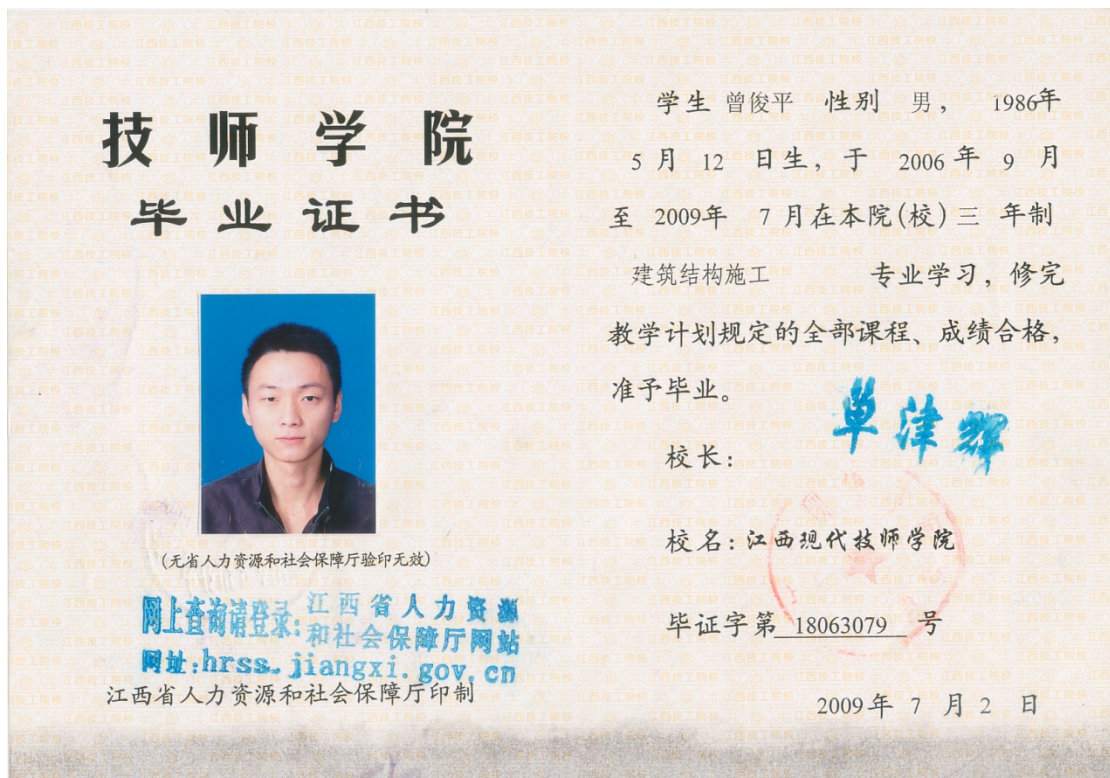 技师学院
毕业证书
(无省人力资源和社会保障厅验印无效)
网上查询请登录:江西省人力资源
和社会保障厅网站
网址:hrss.jiangxi.gov.cn
江西省人力资源和社会保障厅印制
学生 曾俊平 性别 男, 1986年
5 月 12 日生, 于 2006 年 9 月
至 2009年 7 月在本院(校) 三 年制
建筑结构施工 专业学习, 修完
教学计划规定的全部课程、成绩合格,
准予毕业。
校长: 单津辉
校名: 江西现代技师学院
毕证字第 18063079 号
2009 年 7 月 2 日